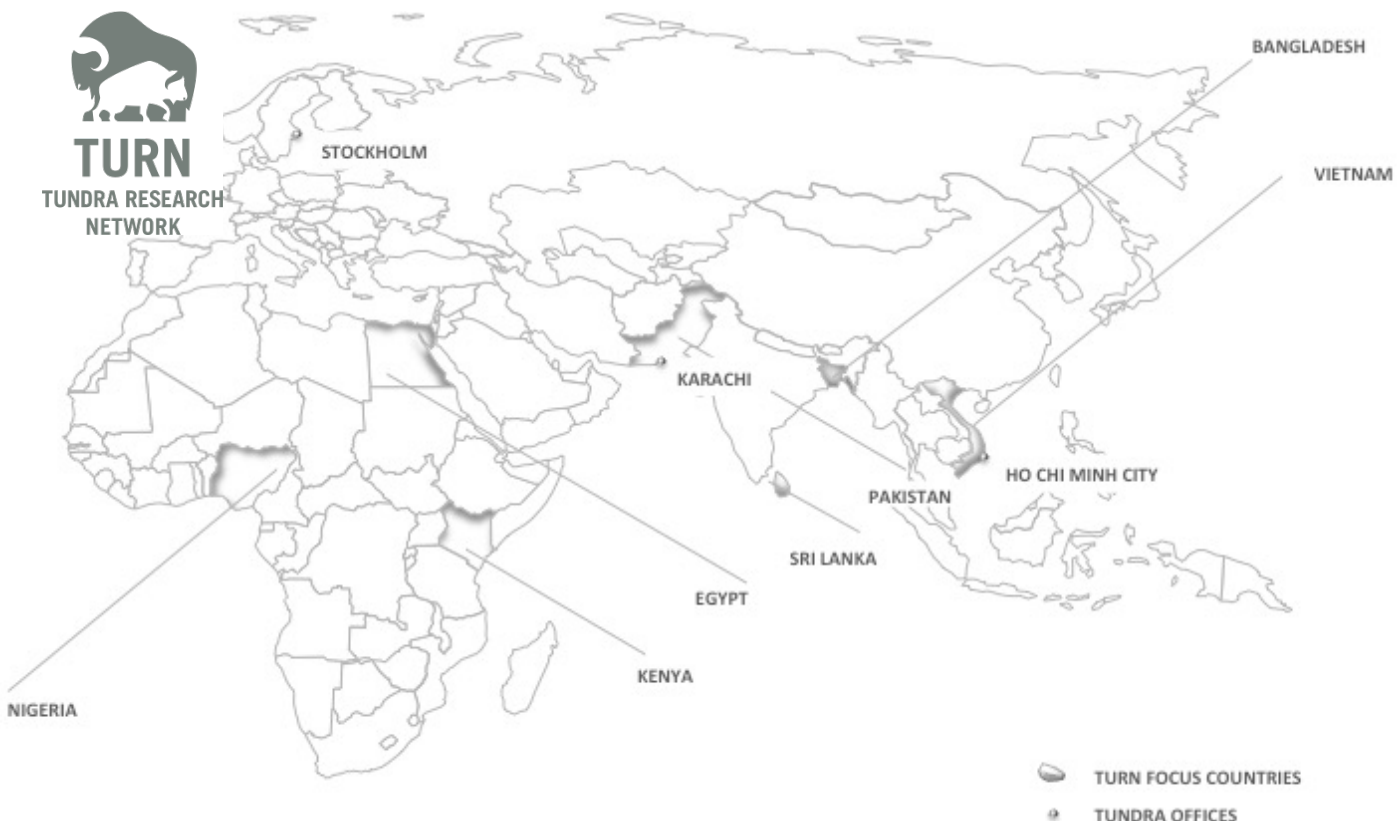 TURN
TUNDRA RESEARCH
NETWORK
BANGLADESH
STOCKHOLM
VIETNAM
KARACHI
HO CHI MINH CITY
PAKISTAN
SRI LANKA
EGYPT
KENYA
NIGERIA
TURN FOCUS COUNTRIES
TUNDRA OFFICES